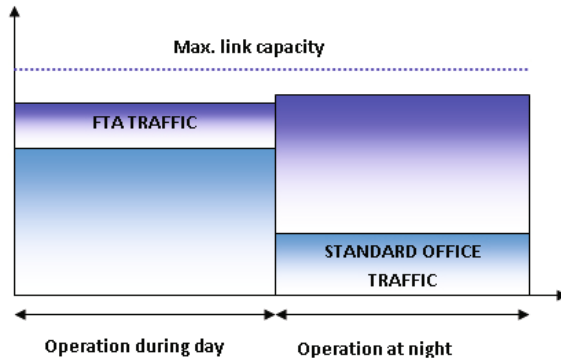 Max. link capacity
FTA TRAFFIC
STANDARD OFFICE
TRAFFIC
Operation during day
Operation at night